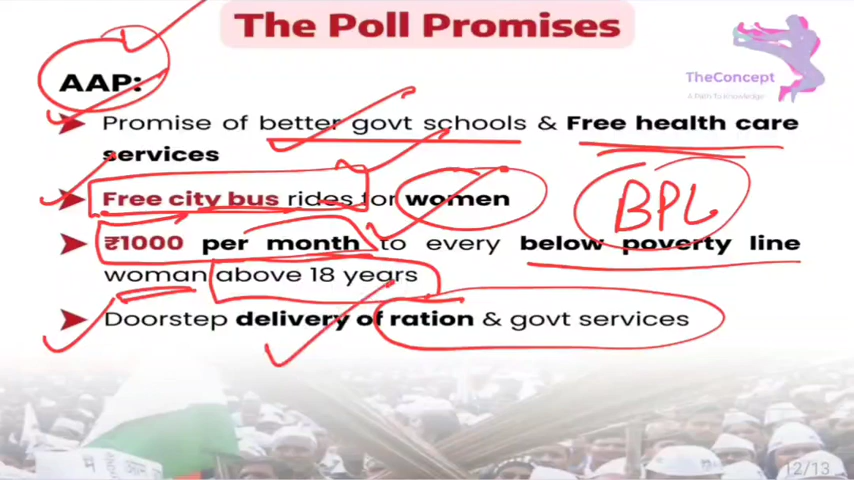 The Poll Promises
TheConcept
A Path To Knowledge
AAP:
Promise of better govt schools & Free health care
services
Free city bus rides for women
BPL
₹1000 per month to every below poverty line
woman above 18 years
Doorstep delivery of ration & govt services
12/13